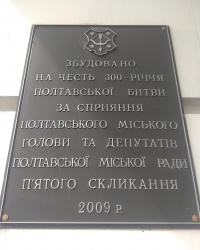 ЗБУДОВАНО
НА ЧЕСТЬ 300-РІЧЧЯ
ПОЛТАВСЬКОЇ БИТВИ
ЗА СПРИЯННЯ
ПОЛТАВСЬКОГО МІСЬКОГО
ГОЛОВИ ТА ДЕПУТАТІВ
ПОЛТАВСЬКОЇ МІСЬКОЇ РАДИ
П'ЯТОГО СКЛИКАННЯ
2009 Р.